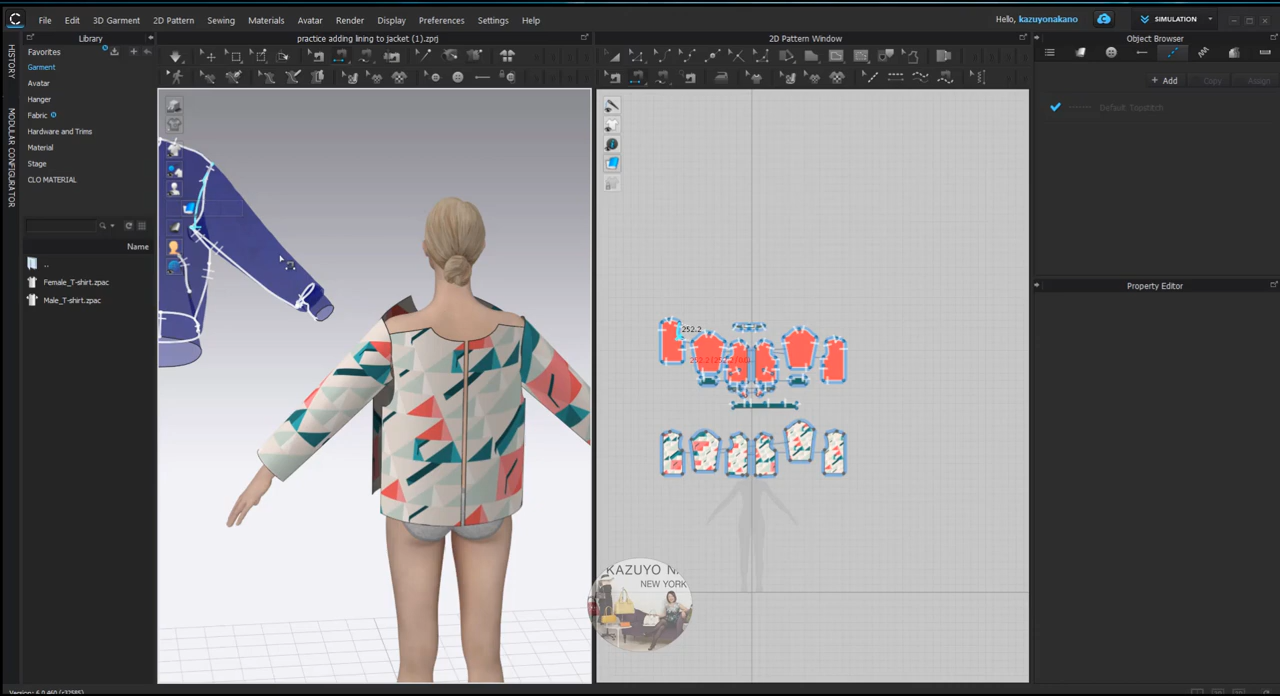 File Edit 3D Garment 2D Pattern Sewing Materials Avatar Render Display Preferences Settings Help
Hello, kazuyonakano
SIMULATION
Library
practice adding lining to jacket (1).zprj
2D Pattern Window
Object Browser
HISTORY
MODULAR CONFIGURATOR
Favorites
Garment
Avatar
Hanger
Fabric
Hardware and Trims
Material
Stage
CLO MATERIAL
Name
..
Female_T-shirt.zpac
Male_T-shirt.zpac
+ Add Copy Assign
Default Topstitch
Property Editor
252.2
KAZUYO NA
NEW YORK